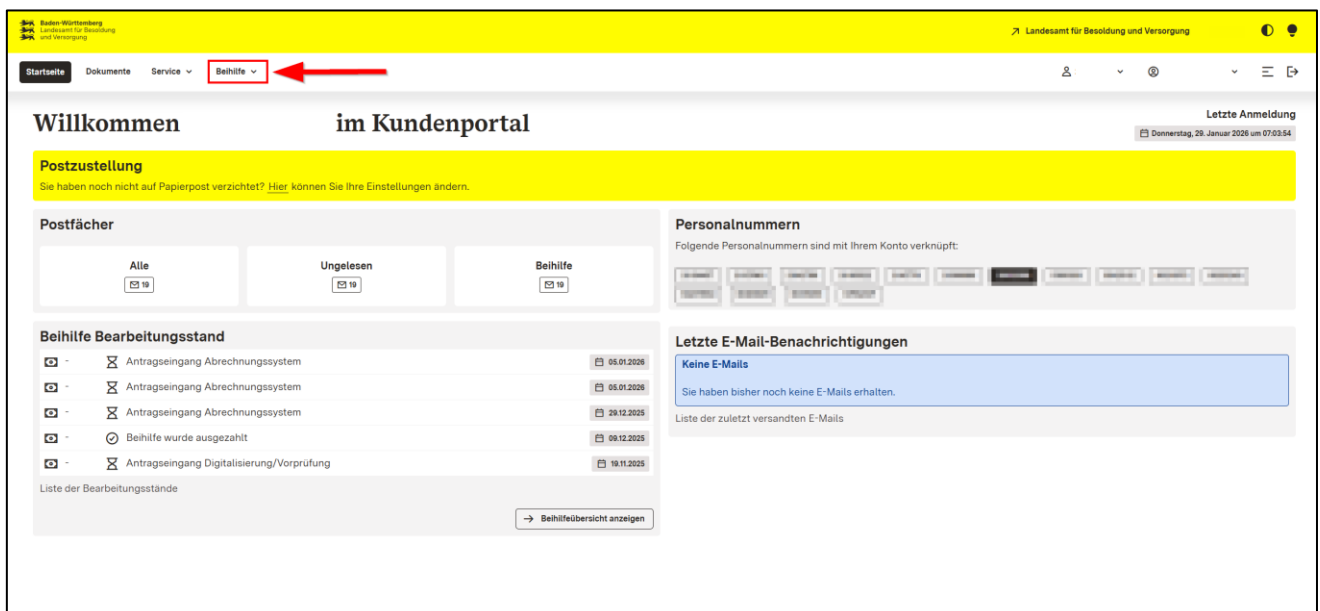 Baden-Württemberg
Landesamt für Besoldung
und Versorgung
Landesamt für Besoldung und Versorgung
Startseite Dokumente Service Beihilfe
Willkommen im Kundenportal
Letzte Anmeldung
Donnerstag, 29. Januar 2026 um 07:03:54
Postzustellung
Sie haben noch nicht auf Papierpost verzichtet? Hier können Sie Ihre Einstellungen ändern.
Postfächer
Alle
19
Ungelesen
19
Beihilfe
19
Personalnummern
Folgende Personalnummern sind mit Ihrem Konto verknüpft:
Beihilfe Bearbeitungsstand
- Antragseingang Abrechnungssystem 05.01.2026
- Antragseingang Abrechnungssystem 05.01.2026
- Antragseingang Abrechnungssystem 29.12.2025
- Beihilfe wurde ausgezahlt 09.12.2025
- Antragseingang Digitalisierung/Vorprüfung 19.11.2025
Liste der Bearbeitungsstände
Beihilfeübersicht anzeigen
Letzte E-Mail-Benachrichtigungen
Keine E-Mails
Sie haben bisher noch keine E-Mails erhalten.
Liste der zuletzt versandten E-Mails